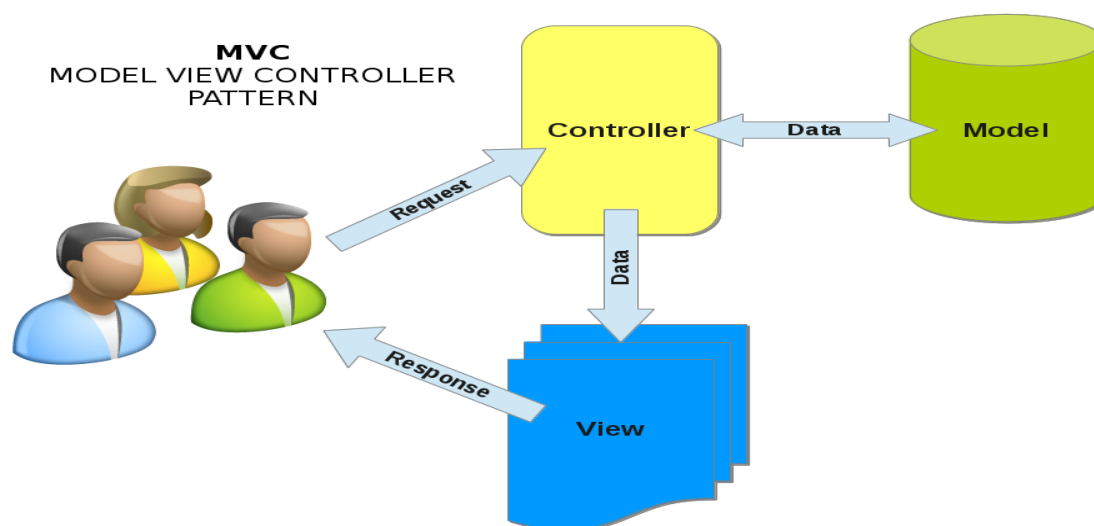 MVC
MODEL VIEW CONTROLLER
PATTERN
Controller
Data
Model
Request
Data
Response
View